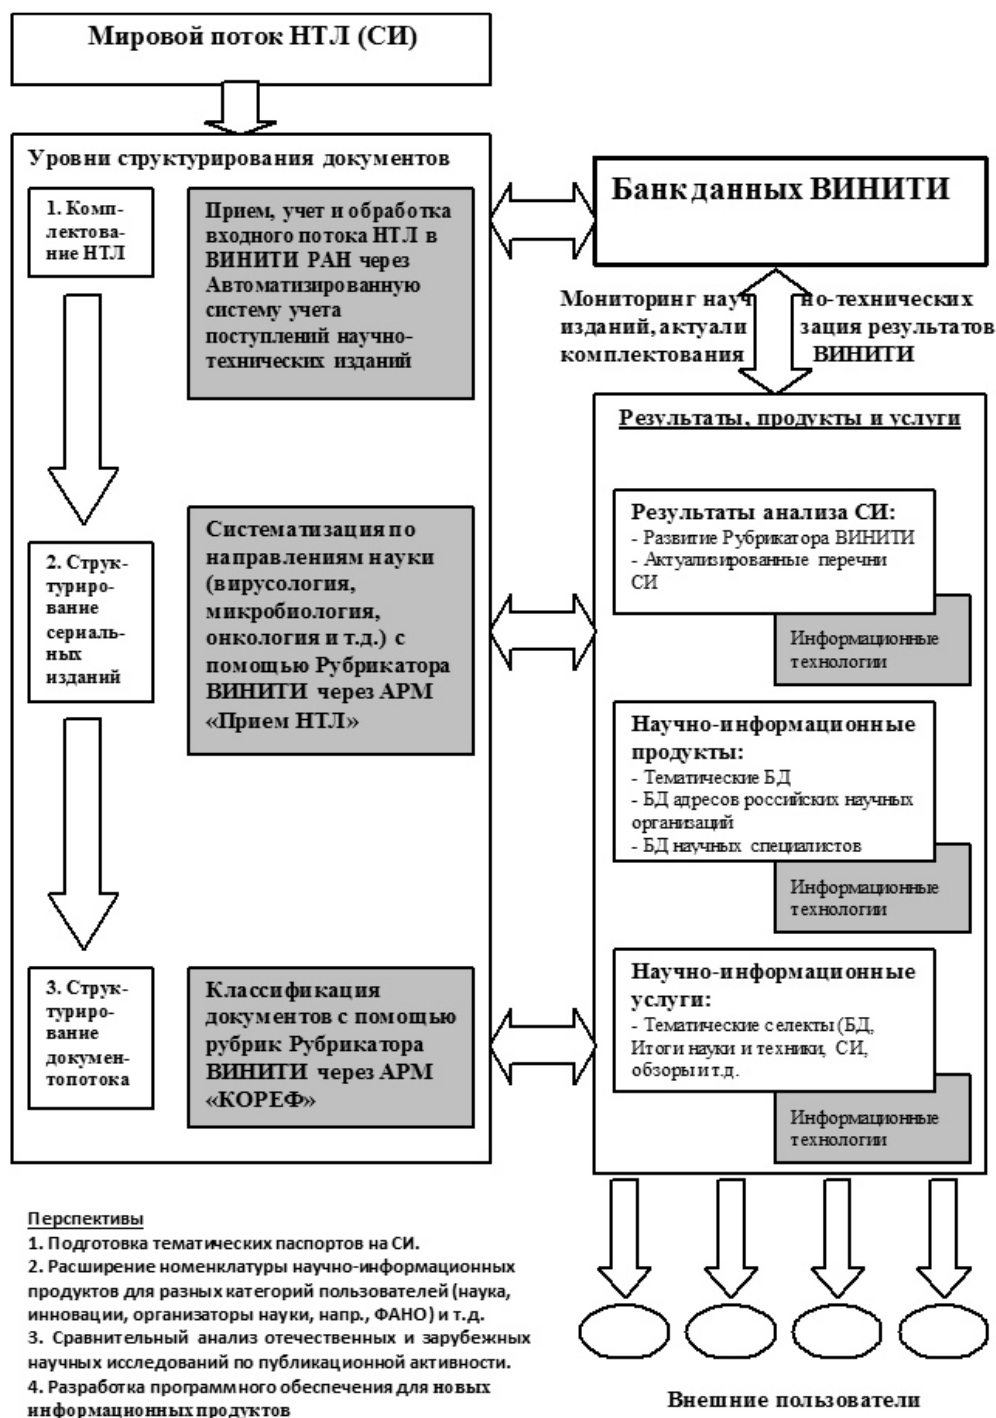 Мировой поток НТЛ (СИ)
Уровни структурирования документов
1. Комп-
лектова-
ние НТЛ
Прием, учет и обработка
входного потока НТЛ в
ВИНИТИ РАН через
Автоматизированную
систему учета
поступлений научно-
технических изданий
2. Струк-
турирo-
вание
сериаль-
ных
изданий
Систематизация по
направлениям науки
(вирусология,
микробиология,
онкология и т.д.) с
помощью Рубрикатора
ВИНИТИ через АРМ
«Прием НТЛ»
3. Струк-
турирo-
вание
докумен-
топотока
Классификация
документов с помощью
рубрик Рубрикатора
ВИНИТИ через АРМ
«КОРЕФ»
Банк данных ВИНИТИ
Мониторинг науч но-технических
изданий, актуали зация результатов
комплектования ВИНИТИ
Результаты, продукты и услуги
Результаты анализа СИ:
- Развитие Рубрикатора ВИНИТИ
- Актуализированные перечни
СИ
Информационные
технологии
Научно-информационные
продукты:
- Тематические БД
- БД адресов российских научных
организаций
- БД научных специалистов
Информационные
технологии
Научно-информационные
услуги:
- Тематические селекты (БД,
Итоги науки и техники, СИ,
обзоры и т.д.
Информационные
технологии
Перспективы
1. Подготовка тематических паспортов на СИ.
2. Расширение номенклатуры научно-информационных
продуктов для разных категорий пользователей (наука,
инновации, организаторы науки, напр., ФАНО) и т.д.
3. Сравнительный анализ отечественных и зарубежных
научных исследований по публикационной активности.
4. Разработка программного обеспечения для новых
информационных продуктов
Внешние пользователи